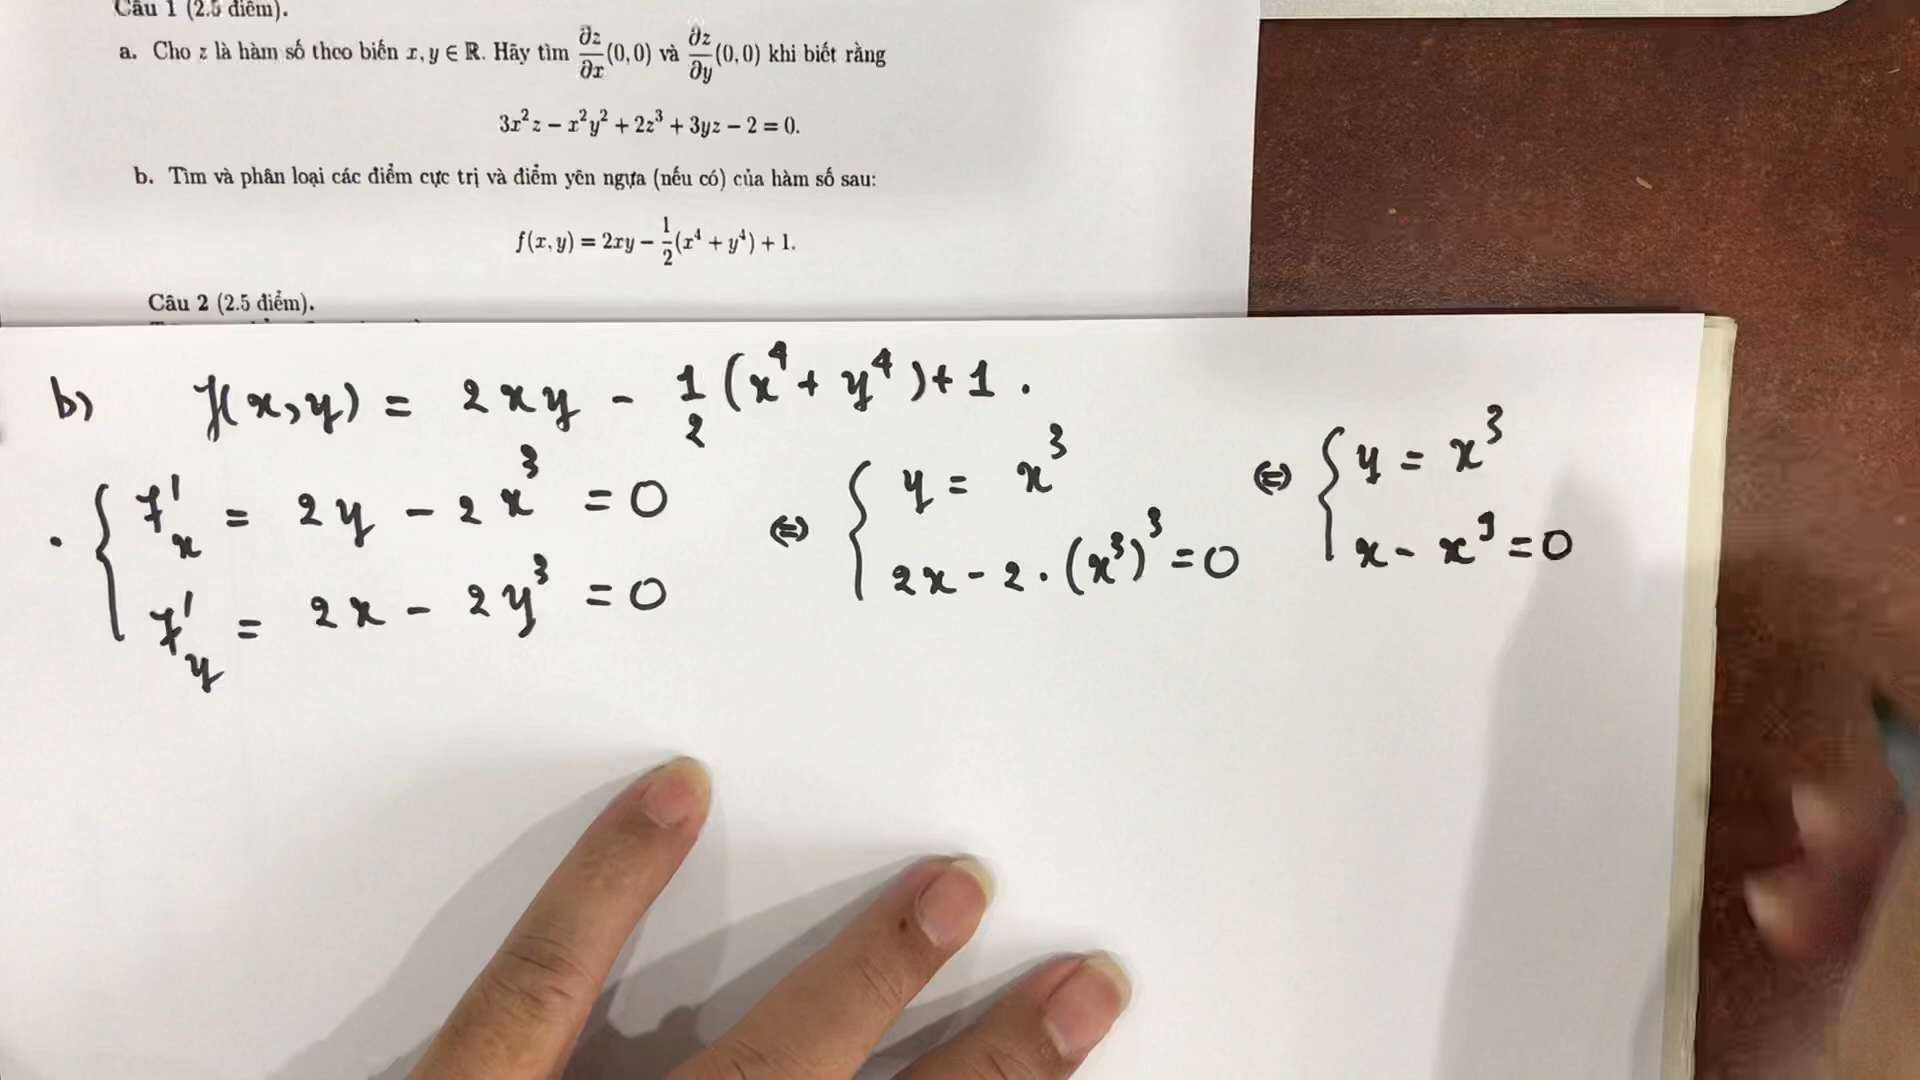 Câu 1 (2.5 điểm).
a. Cho z là hàm số theo biến x, y ∈ ℝ. Hãy tìm ∂z/∂x (0,0) và ∂z/∂y (0,0) khi biết rằng
3x²z − x²y² + 2z³ + 3yz − 2 = 0.
b. Tìm và phân loại các điểm cực trị và điểm yên ngựa (nếu có) của hàm số sau:
f(x, y) = 2xy − 1/2 (x⁴ + y⁴) + 1.
Câu 2 (2.5 điểm).
b) f(x,y) = 2xy − 1/2 (x⁴ + y⁴) + 1.
• { f'x = 2y − 2x³ = 0 ⇔ { y = x³ ⇔ { y = x³
f'y = 2x − 2y³ = 0 2x − 2.(x³)³ = 0 x − x⁹ = 0